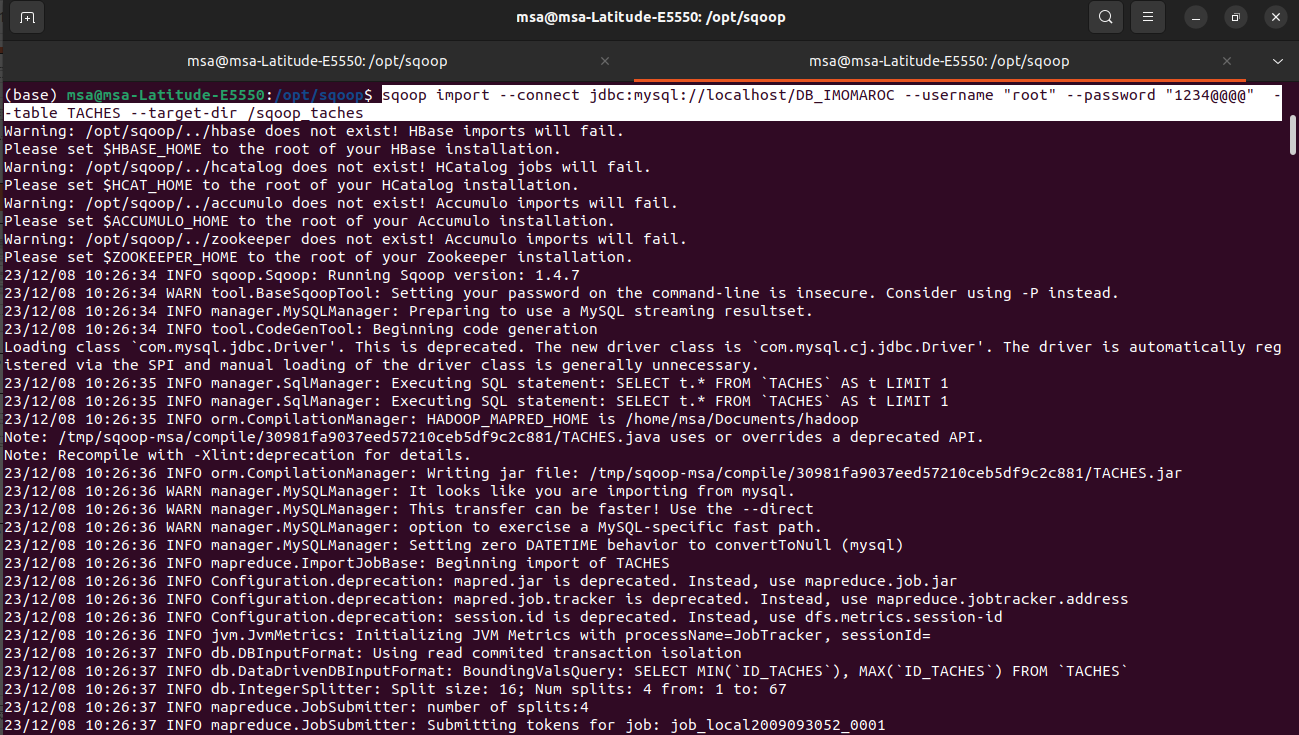 msa@msa-Latitude-E5550: /opt/sqoop
msa@msa-Latitude-E5550: /opt/sqoop
msa@msa-Latitude-E5550: /opt/sqoop
(base) msa@msa-Latitude-E5550:/opt/sqoop$ sqoop import --connect jdbc:mysql://localhost/DB_IMOMAROC --username "root" --password "1234@@@@"  -
-table TACHES --target-dir /sqoop_taches
Warning: /opt/sqoop/../hbase does not exist! HBase imports will fail.
Please set $HBASE_HOME to the root of your HBase installation.
Warning: /opt/sqoop/../hcatalog does not exist! HCatalog jobs will fail.
Please set $HCAT_HOME to the root of your HCatalog installation.
Warning: /opt/sqoop/../accumulo does not exist! Accumulo imports will fail.
Please set $ACCUMULO_HOME to the root of your Accumulo installation.
Warning: /opt/sqoop/../zookeeper does not exist! Accumulo imports will fail.
Please set $ZOOKEEPER_HOME to the root of your Zookeeper installation.
23/12/08 10:26:34 INFO sqoop.Sqoop: Running Sqoop version: 1.4.7
23/12/08 10:26:34 WARN tool.BaseSqoopTool: Setting your password on the command-line is insecure. Consider using -P instead.
23/12/08 10:26:34 INFO manager.MySQLManager: Preparing to use a MySQL streaming resultset.
23/12/08 10:26:34 INFO tool.CodeGenTool: Beginning code generation
Loading class `com.mysql.jdbc.Driver'. This is deprecated. The new driver class is `com.mysql.cj.jdbc.Driver'. The driver is automatically reg
istered via the SPI and manual loading of the driver class is generally unnecessary.
23/12/08 10:26:35 INFO manager.SqlManager: Executing SQL statement: SELECT t.* FROM `TACHES` AS t LIMIT 1
23/12/08 10:26:35 INFO manager.SqlManager: Executing SQL statement: SELECT t.* FROM `TACHES` AS t LIMIT 1
23/12/08 10:26:35 INFO orm.CompilationManager: HADOOP_MAPRED_HOME is /home/msa/Documents/hadoop
Note: /tmp/sqoop-msa/compile/30981fa9037eed57210ceb5df9c2c881/TACHES.java uses or overrides a deprecated API.
Note: Recompile with -Xlint:deprecation for details.
23/12/08 10:26:36 INFO orm.CompilationManager: Writing jar file: /tmp/sqoop-msa/compile/30981fa9037eed57210ceb5df9c2c881/TACHES.jar
23/12/08 10:26:36 WARN manager.MySQLManager: It looks like you are importing from mysql.
23/12/08 10:26:36 WARN manager.MySQLManager: This transfer can be faster! Use the --direct
23/12/08 10:26:36 WARN manager.MySQLManager: option to exercise a MySQL-specific fast path.
23/12/08 10:26:36 INFO manager.MySQLManager: Setting zero DATETIME behavior to convertToNull (mysql)
23/12/08 10:26:36 INFO mapreduce.ImportJobBase: Beginning import of TACHES
23/12/08 10:26:36 INFO Configuration.deprecation: mapred.jar is deprecated. Instead, use mapreduce.job.jar
23/12/08 10:26:36 INFO Configuration.deprecation: mapred.job.tracker is deprecated. Instead, use mapreduce.jobtracker.address
23/12/08 10:26:36 INFO Configuration.deprecation: session.id is deprecated. Instead, use dfs.metrics.session-id
23/12/08 10:26:36 INFO jvm.JvmMetrics: Initializing JVM Metrics with processName=JobTracker, sessionId=
23/12/08 10:26:37 INFO db.DBInputFormat: Using read commited transaction isolation
23/12/08 10:26:37 INFO db.DataDrivenDBInputFormat: BoundingValsQuery: SELECT MIN(`ID_TACHES`), MAX(`ID_TACHES`) FROM `TACHES`
23/12/08 10:26:37 INFO db.IntegerSplitter: Split size: 16; Num splits: 4 from: 1 to: 67
23/12/08 10:26:37 INFO mapreduce.JobSubmitter: number of splits:4
23/12/08 10:26:37 INFO mapreduce.JobSubmitter: Submitting tokens for job: job_local2009093052_0001